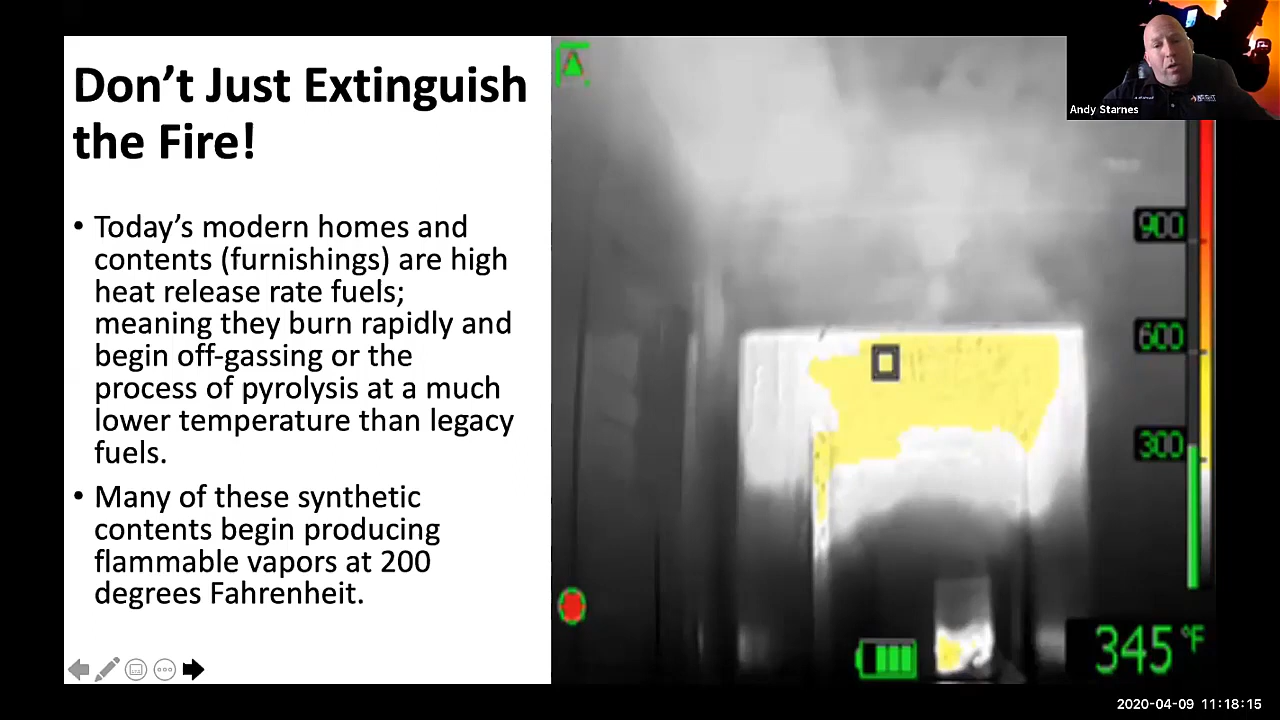 Don’t Just Extinguish
the Fire!
• Today’s modern homes and
contents (furnishings) are high
heat release rate fuels;
meaning they burn rapidly and
begin off-gassing or the
process of pyrolysis at a much
lower temperature than legacy
fuels.
• Many of these synthetic
contents begin producing
flammable vapors at 200
degrees Fahrenheit.
Andy Starnes
900
600
300
345 °F
2020-04-09 11:18:15